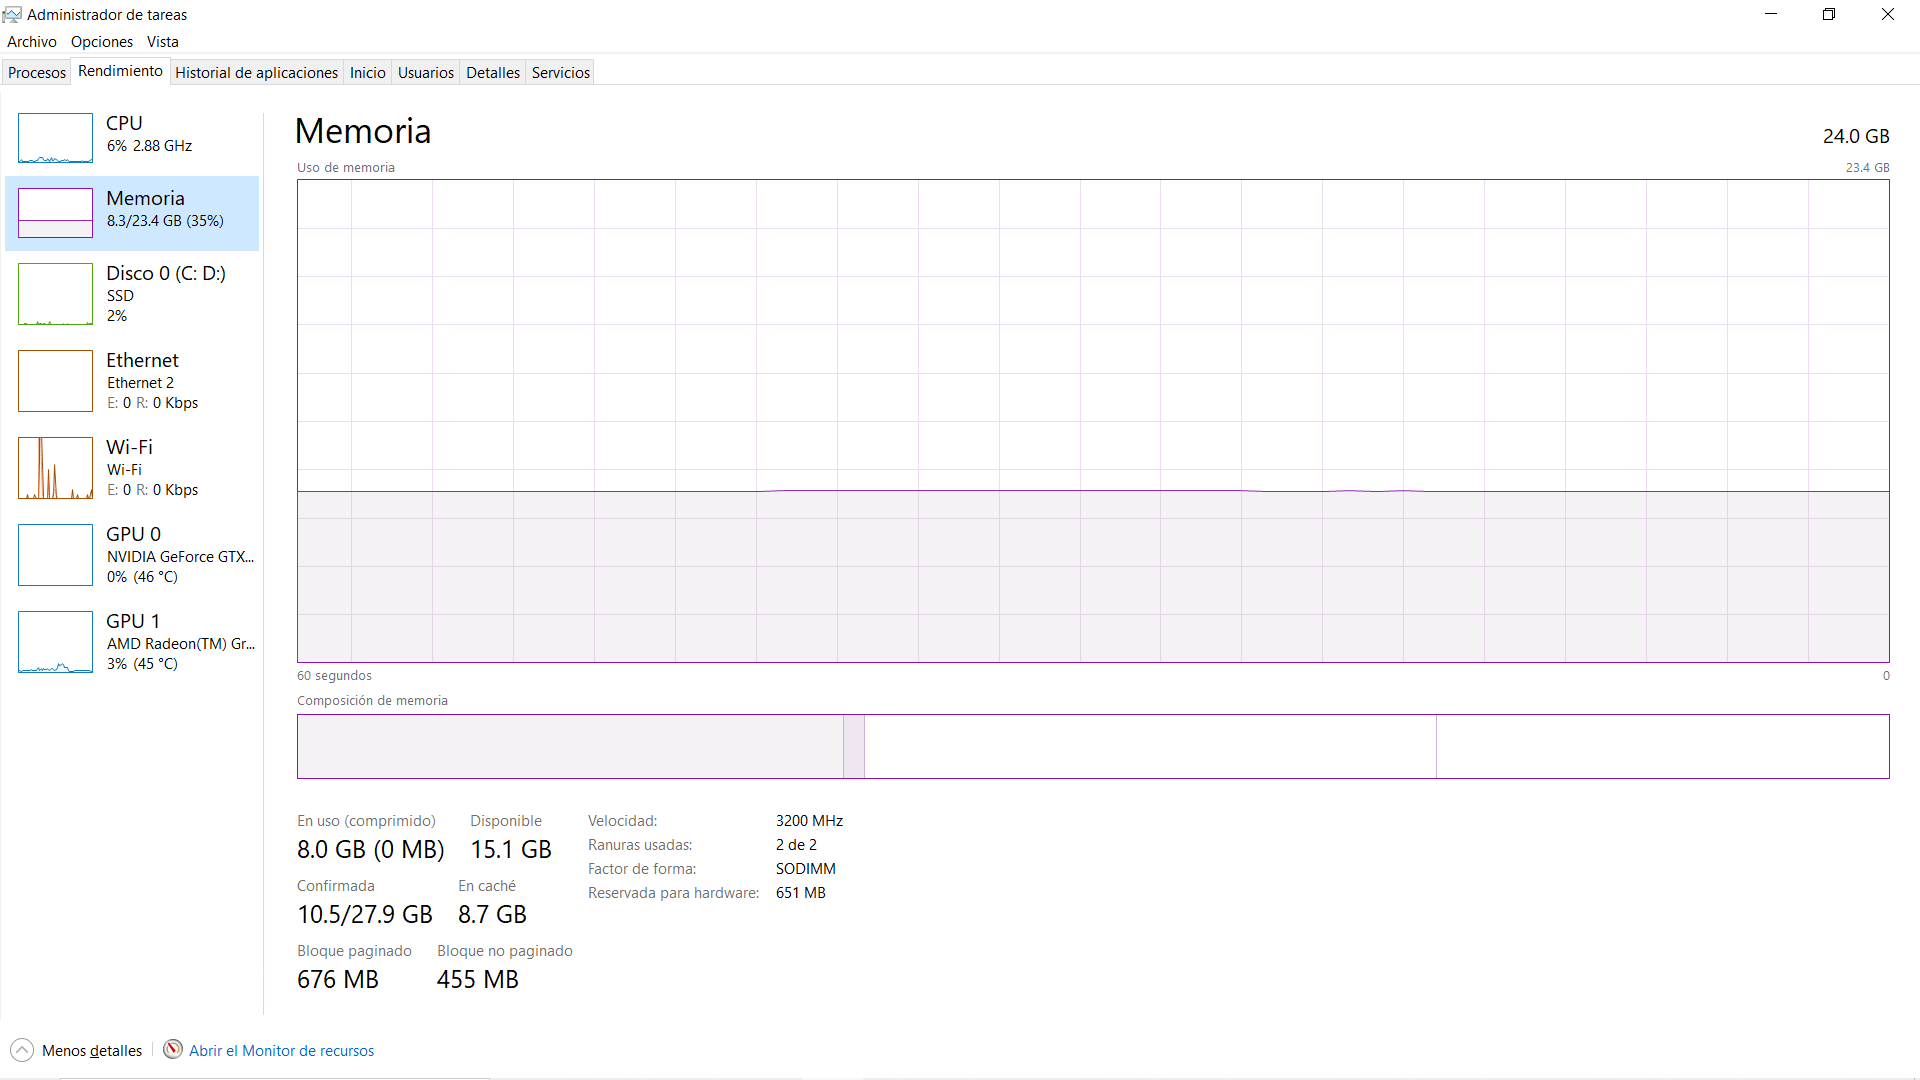 Administrador de tareas
Archivo Opciones Vista
Procesos Rendimiento Historial de aplicaciones Inicio Usuarios Detalles Servicios
CPU
6% 2.88 GHz
Memoria
8.3/23.4 GB (35%)
Disco 0 (C: D:)
SSD
2%
Ethernet
Ethernet 2
E: 0 R: 0 Kbps
Wi-Fi
Wi-Fi
E: 0 R: 0 Kbps
GPU 0
NVIDIA GeForce GTX...
0% (46 °C)
GPU 1
AMD Radeon(TM) Gr...
3% (45 °C)
Memoria 24.0 GB
Uso de memoria 23.4 GB
60 segundos 0
Composición de memoria
En uso (comprimido) Disponible
8.0 GB (0 MB) 15.1 GB
Confirmada En caché
10.5/27.9 GB 8.7 GB
Bloque paginado Bloque no paginado
676 MB 455 MB
Velocidad: 3200 MHz
Ranuras usadas: 2 de 2
Factor de forma: SODIMM
Reservada para hardware: 651 MB
Menos detalles Abrir el Monitor de recursos